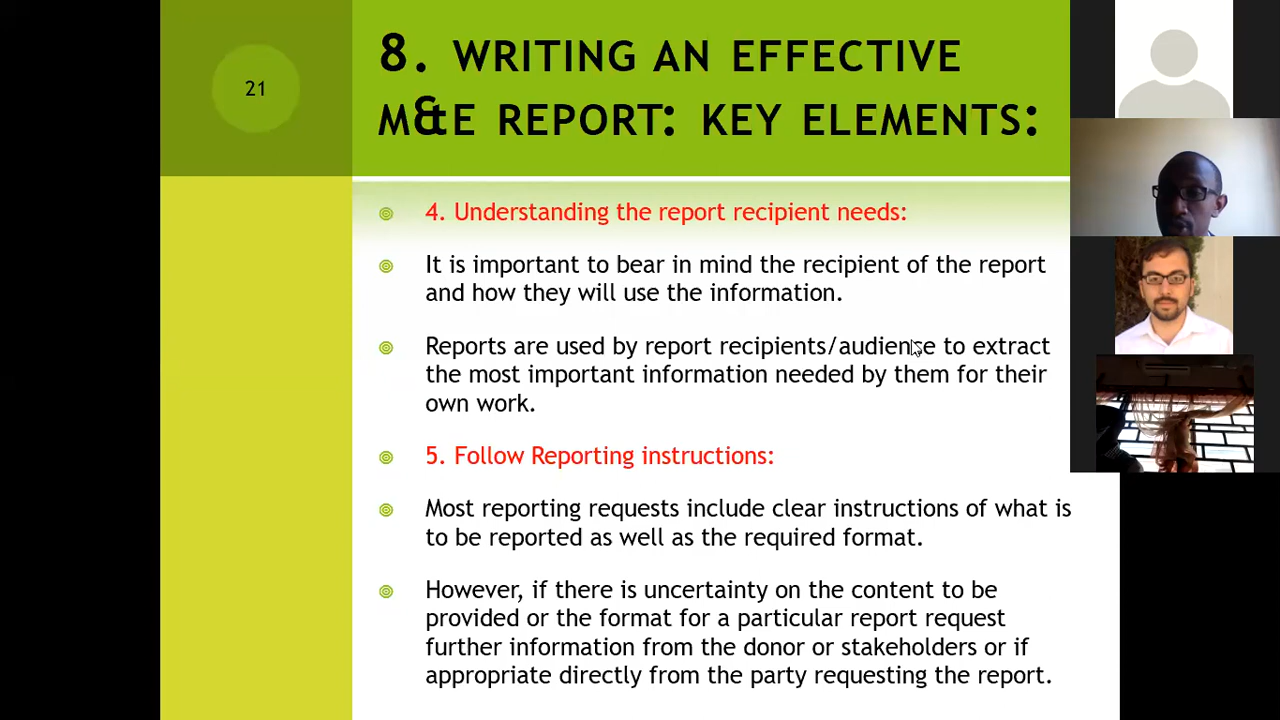 21
8. WRITING AN EFFECTIVE
M&E REPORT: KEY ELEMENTS:
4. Understanding the report recipient needs:
It is important to bear in mind the recipient of the report
and how they will use the information.
Reports are used by report recipients/audience to extract
the most important information needed by them for their
own work.
5. Follow Reporting instructions:
Most reporting requests include clear instructions of what is
to be reported as well as the required format.
However, if there is uncertainty on the content to be
provided or the format for a particular report request
further information from the donor or stakeholders or if
appropriate directly from the party requesting the report.